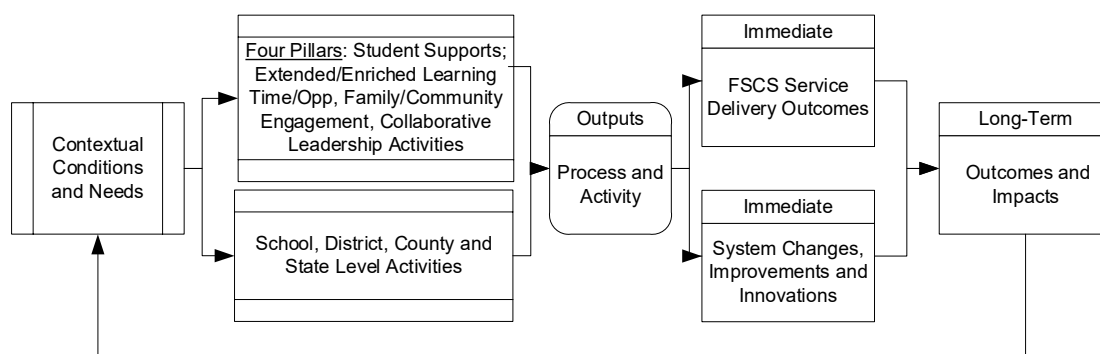 Contextual
Conditions
and Needs
Four Pillars: Student Supports;
Extended/Enriched Learning
Time/Opp, Family/Community
Engagement, Collaborative
Leadership Activities
School, District, County and
State Level Activities
Outputs
Process and
Activity
Immediate
FSCS Service
Delivery Outcomes
Immediate
System Changes,
Improvements and
Innovations
Long-Term
Outcomes and
Impacts